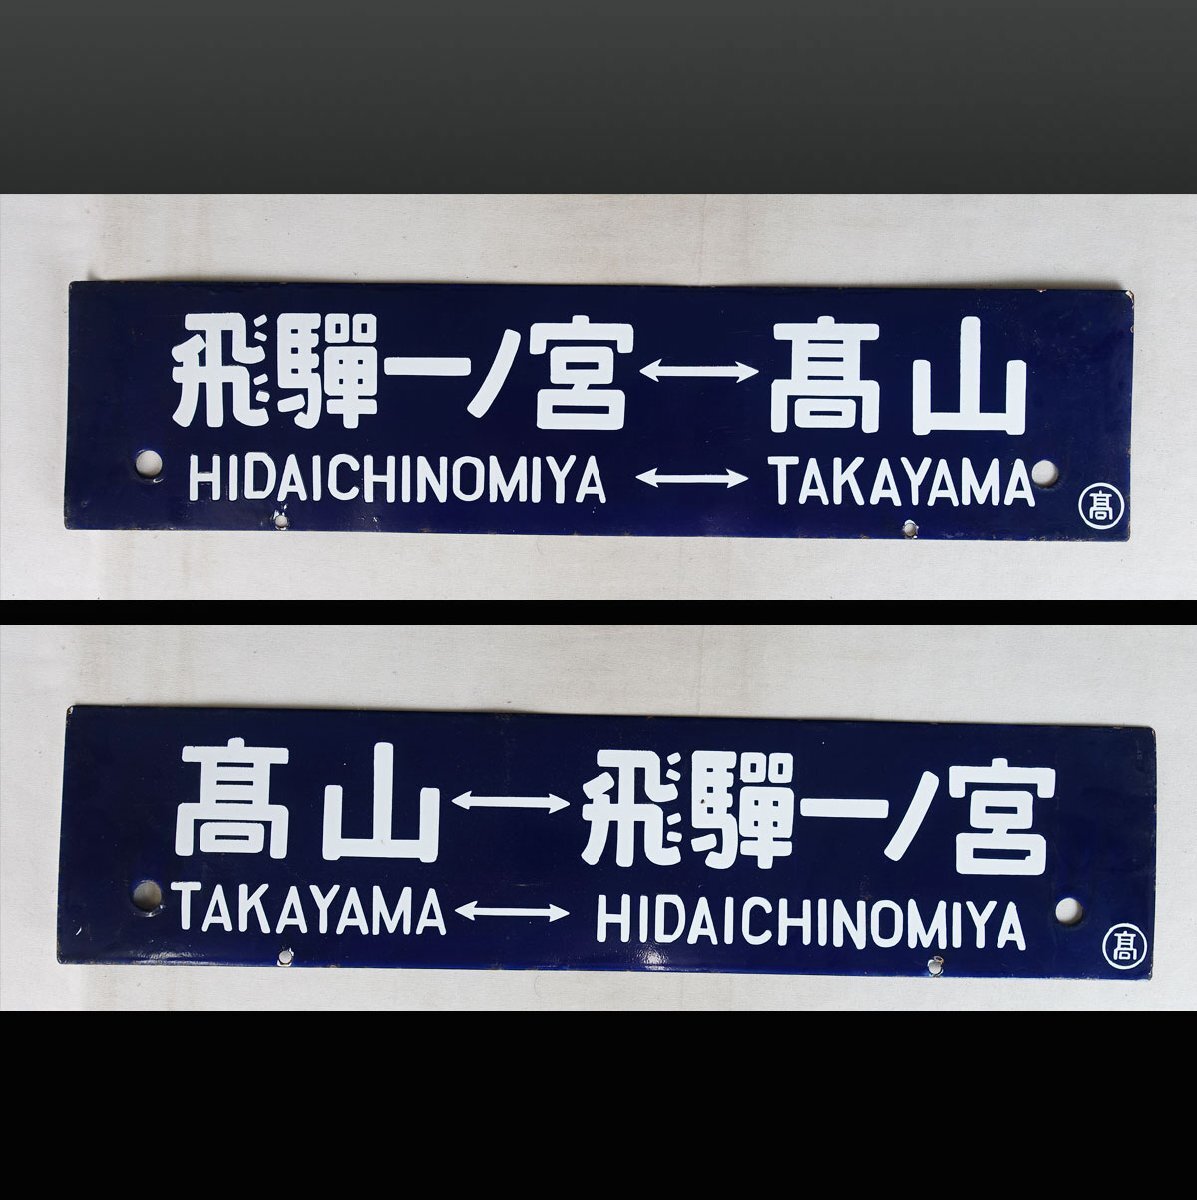 飛驒一ノ宮 ↔ 髙山
HIDAICHINOMIYA ↔ TAKAYAMA
髙
髙山 ↔ 飛驒一ノ宮
TAKAYAMA ↔ HIDAICHINOMIYA
髙